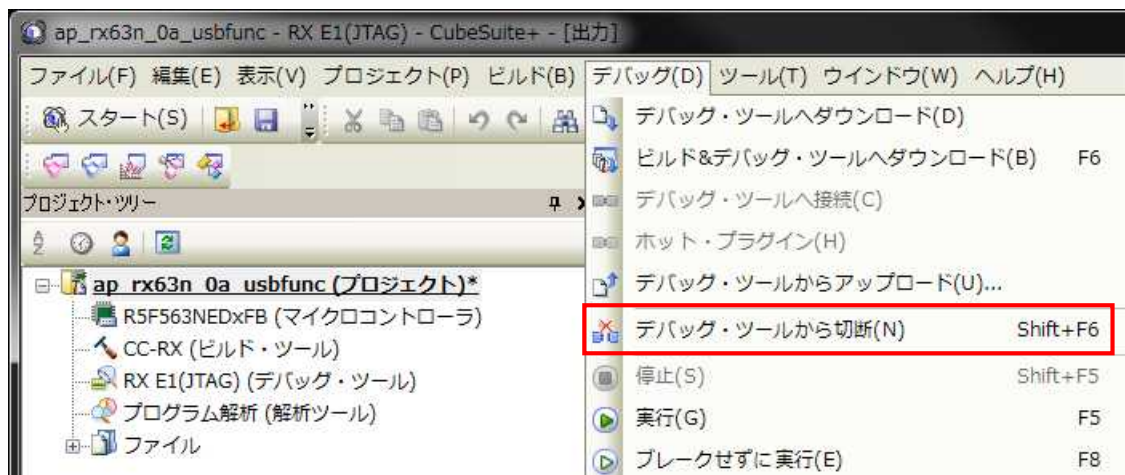 ap_rx63n_0a_usbfunc - RX E1(JTAG) - CubeSuite+ - [出力]
ファイル(F) 編集(E) 表示(V) プロジェクト(P) ビルド(B) デバッグ(D) ツール(T) ウインドウ(W) ヘルプ(H)
スタート(S)
プロジェクト・ツリー
ap_rx63n_0a_usbfunc (プロジェクト)*
R5F563NEDxFB (マイクロコントローラ)
CC-RX (ビルド・ツール)
RX E1(JTAG) (デバッグ・ツール)
プログラム解析 (解析ツール)
ファイル
デバッグ・ツールへダウンロード(D)
ビルド&デバッグ・ツールへダウンロード(B) F6
デバッグ・ツールへ接続(C)
ホット・プラグイン(H)
デバッグ・ツールからアップロード(U)...
デバッグ・ツールから切断(N) Shift+F6
停止(S) Shift+F5
実行(G) F5
ブレークせずに実行(E) F8